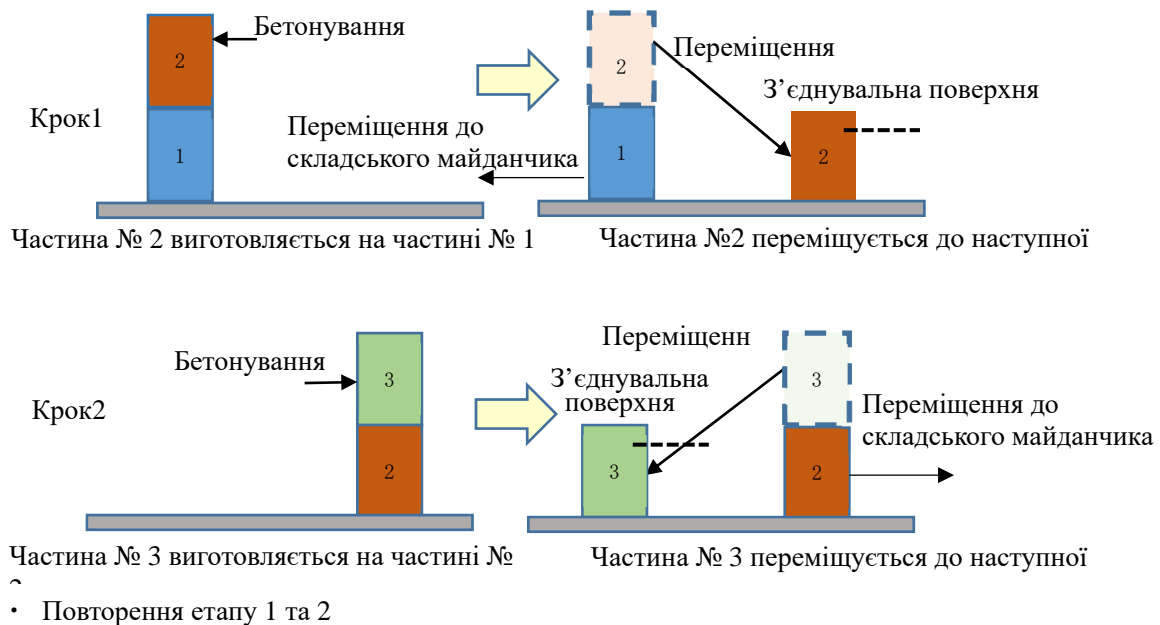 Бетонування
2
Крок1
1
Частина № 2 виготовляється на частині № 1
Переміщення
2
З’єднувальна поверхня
Переміщення до
складського майданчика
1
2
Частина №2 переміщується до наступної
Бетонування
3
Крок2
2
Частина № 3 виготовляється на частині №
Переміщенн
3
З’єднувальна
поверхня
Переміщення до
складського майданчика
3
2
Частина № 3 переміщується до наступної
・ Повторення етапу 1 та 2